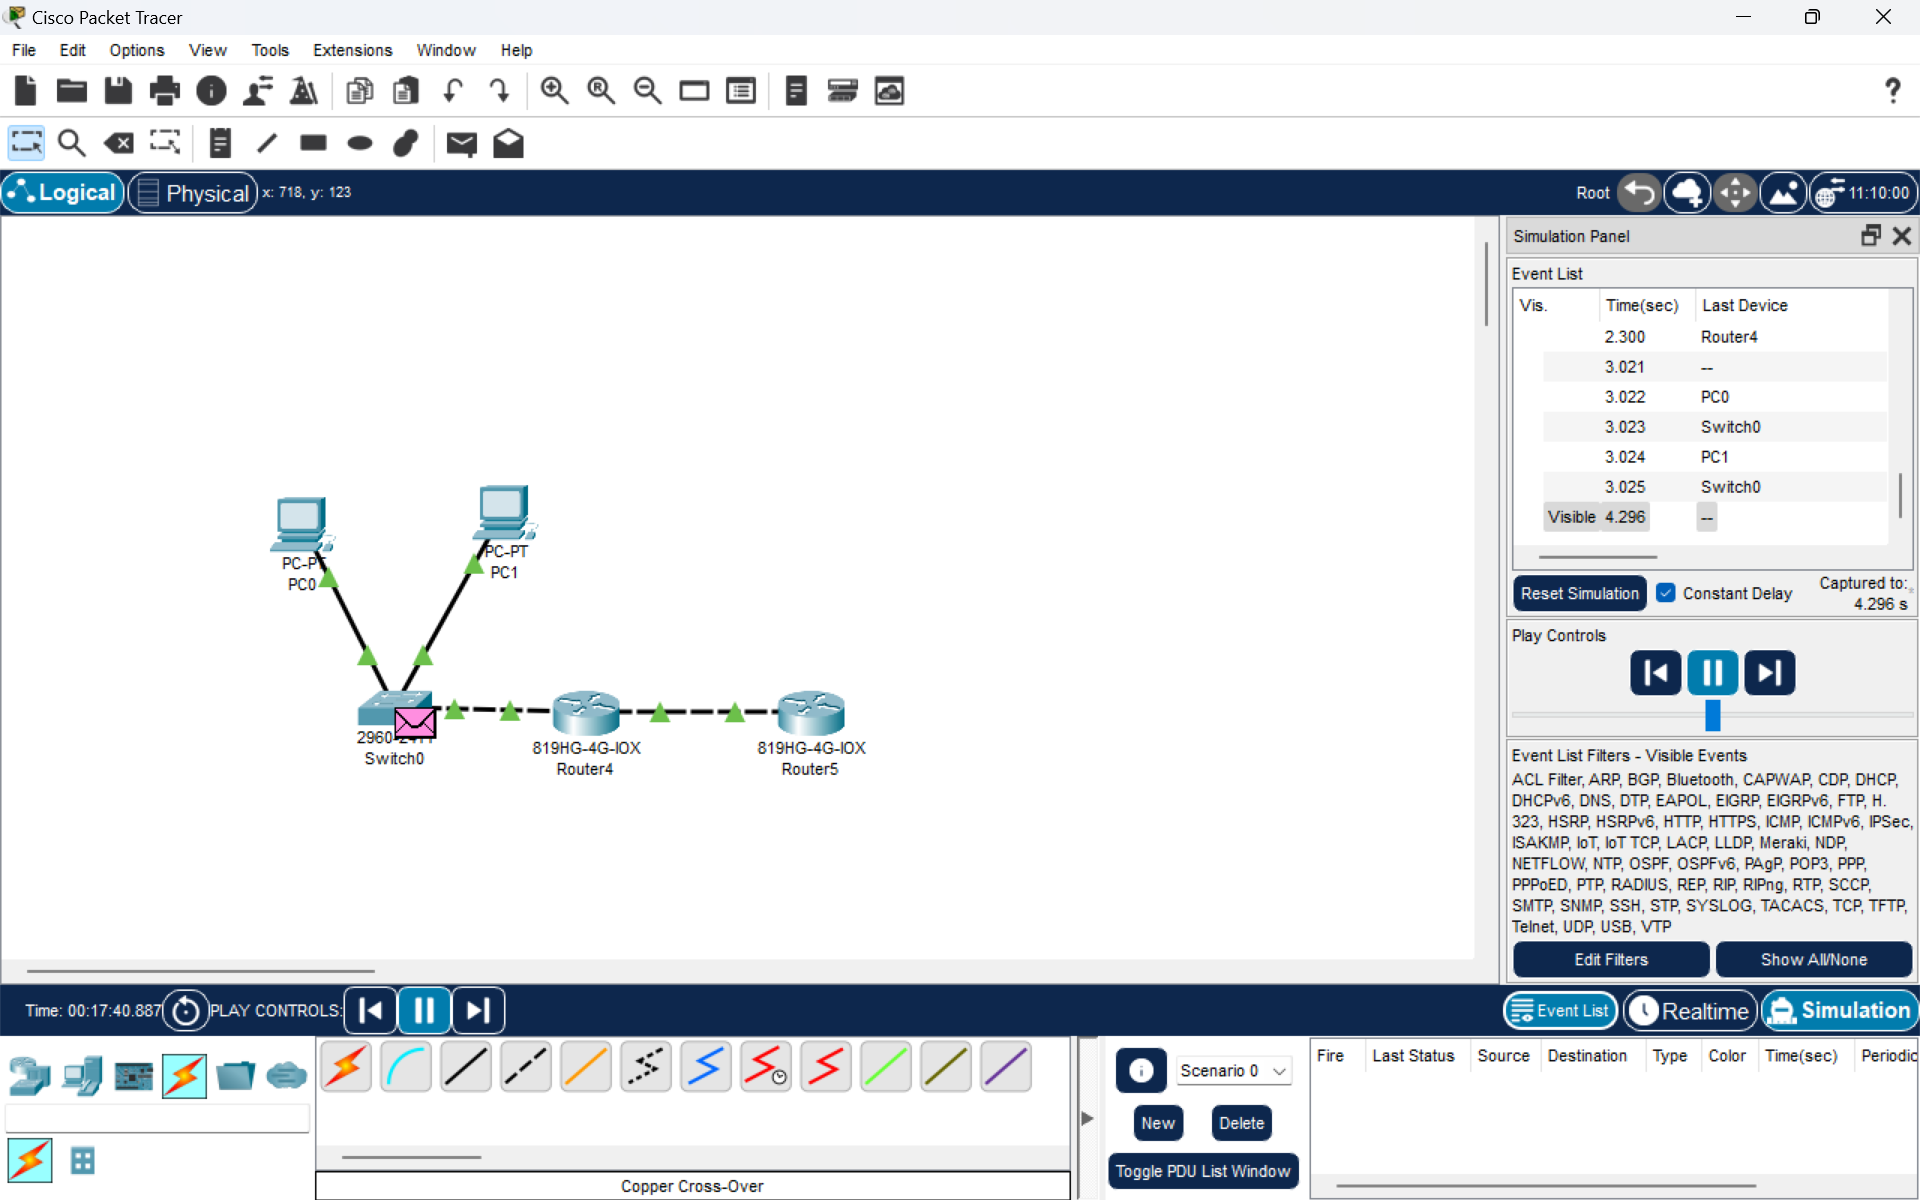 Cisco Packet Tracer
File Edit Options View Tools Extensions Window Help
Logical Physical x: 718, y: 123 Root 11:10:00
Simulation Panel
Event List
Vis. Time(sec) Last Device
2.300 Router4
3.021 --
3.022 PC0
3.023 Switch0
3.024 PC1
3.025 Switch0
Visible 4.296 --
Reset Simulation Constant Delay Captured to:
4.296 s
Play Controls
PC-PT
PC0
PC-PT
PC1
Switch0
819HG-4G-IOX
Router4
819HG-4G-IOX
Router5
Event List Filters - Visible Events
ACL Filter, ARP, BGP, Bluetooth, CAPWAP, CDP, DHCP,
DHCPv6, DNS, DTP, EAPOL, EIGRP, EIGRPv6, FTP, H.
323, HSRP, HSRPv6, HTTP, HTTPS, ICMP, ICMPv6, IPSec,
ISAKMP, IoT, IoT TCP, LACP, LLDP, Meraki, NDP,
NETFLOW, NTP, OSPF, OSPFv6, PAgP, POP3, PPP,
PPPoED, PTP, RADIUS, REP, RIP, RIPng, RTP, SCCP,
SMTP, SNMP, SSH, STP, SYSLOG, TACACS, TCP, TFTP,
Telnet, UDP, USB, VTP
Edit Filters Show All/None
Time: 00:17:40.887 PLAY CONTROLS: Event List Realtime Simulation
Scenario 0
New Delete
Toggle PDU List Window
Fire Last Status Source Destination Type Color Time(sec) Periodic
Copper Cross-Over